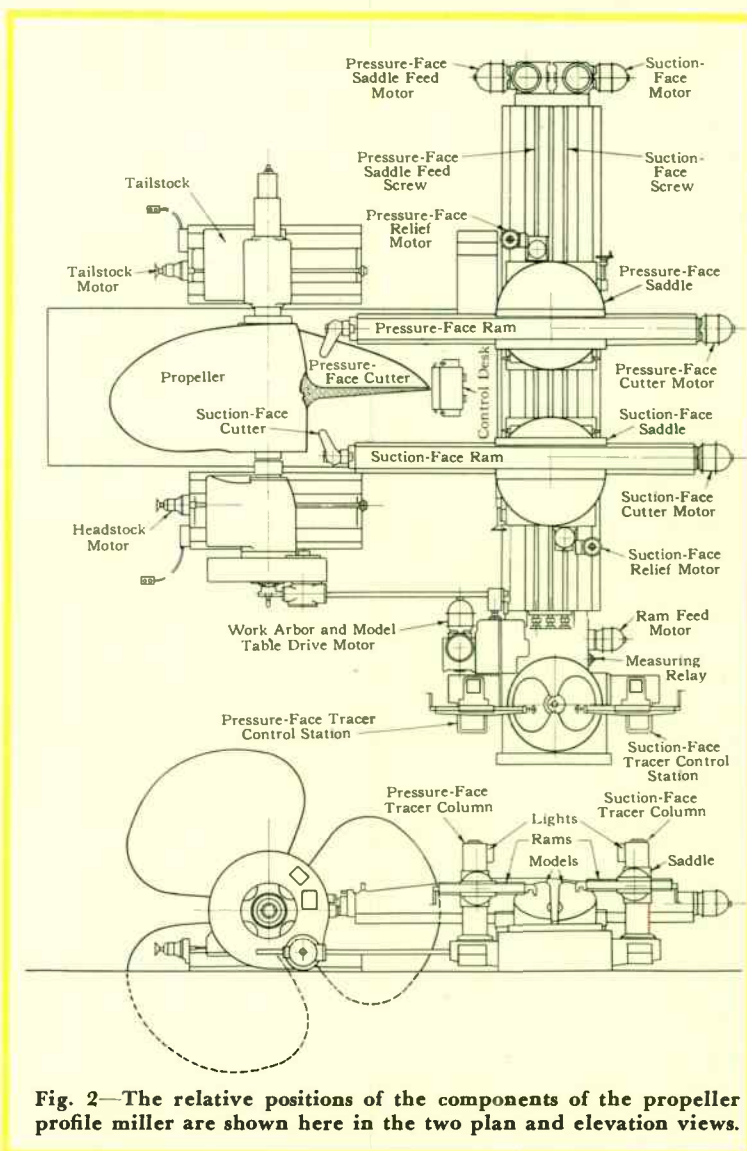 Pressure-Face
Saddle Feed
Motor
Suction-
Face
Motor
Pressure-Face
Saddle Feed
Screw
Suction-
Face
Screw
Tailstock
Pressure-Face
Relief
Motor
Tailstock
Motor
Pressure-Face
Saddle
Pressure-Face Ram
Propeller
Pressure-
Face Cutter
Control Desk
Pressure-Face
Cutter Motor
Suction-Face
Cutter
Suction-Face
Saddle
Suction-Face Ram
Suction-Face
Cutter Motor
Headstock
Motor
Suction-Face
Relief Motor
Work Arbor and Model
Table Drive Motor
Ram Feed
Motor
Measuring
Relay
Pressure-Face Tracer
Control Station
Suction-Face
Tracer Control
Station
Pressure-Face
Tracer Column
Suction-Face
Tracer Column
Lights
Rams
Models
Saddle
Fig. 2—The relative positions of the components of the propeller
profile miller are shown here in the two plan and elevation views.